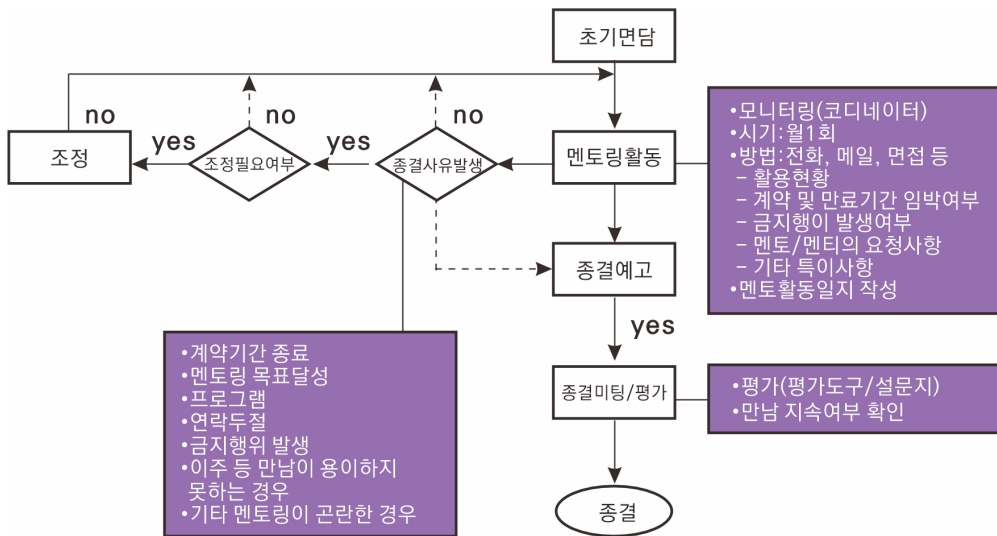 초기면담
no
no
no
yes
yes
조정
조정필요여부
종결사유발생
멘토링활동
•모니터링(코디네이터)
•시기:월1회
•방법:전화, 메일, 면접 등
– 활용현황
– 계약 및 만료기간 임박여부
– 금지행이 발생여부
– 멘토/멘티의 요청사항
– 기타 특이사항
•멘토활동일지 작성
종결예고
yes
•계약기간 종료
•멘토링 목표달성
•프로그램
•연락두절
•금지행위 발생
•이주 등 만남이 용이하지
못하는 경우
•기타 멘토링이 곤란한 경우
종결미팅/평가
•평가(평가도구/설문지)
•만남 지속여부 확인
종결